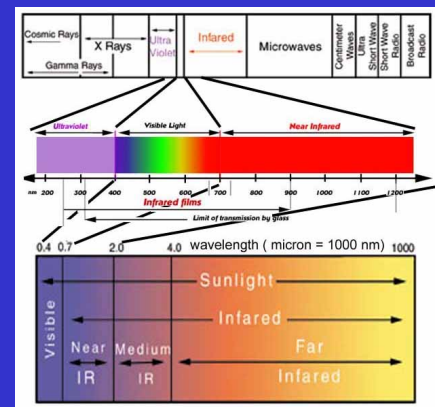 Cosmic Rays
Gamma Rays
X Rays
Ultra
Violet
Infared
Microwaves
Centimeter
Waves
Ultra
Short Wave
Short Wave
Radio
Broadcast
Radio
Ultraviolet
Visible Light
Near Infrared
nm 200 300 400 500 600 700 800 900 1000 1100 1200
Infrared films
Limit of transmission by glass
0.4 0.7 2.0 4.0 wavelength ( micron = 1000 nm) 1000
Sunlight
Infared
Visible
Near
IR
Medium
IR
Far
Infared